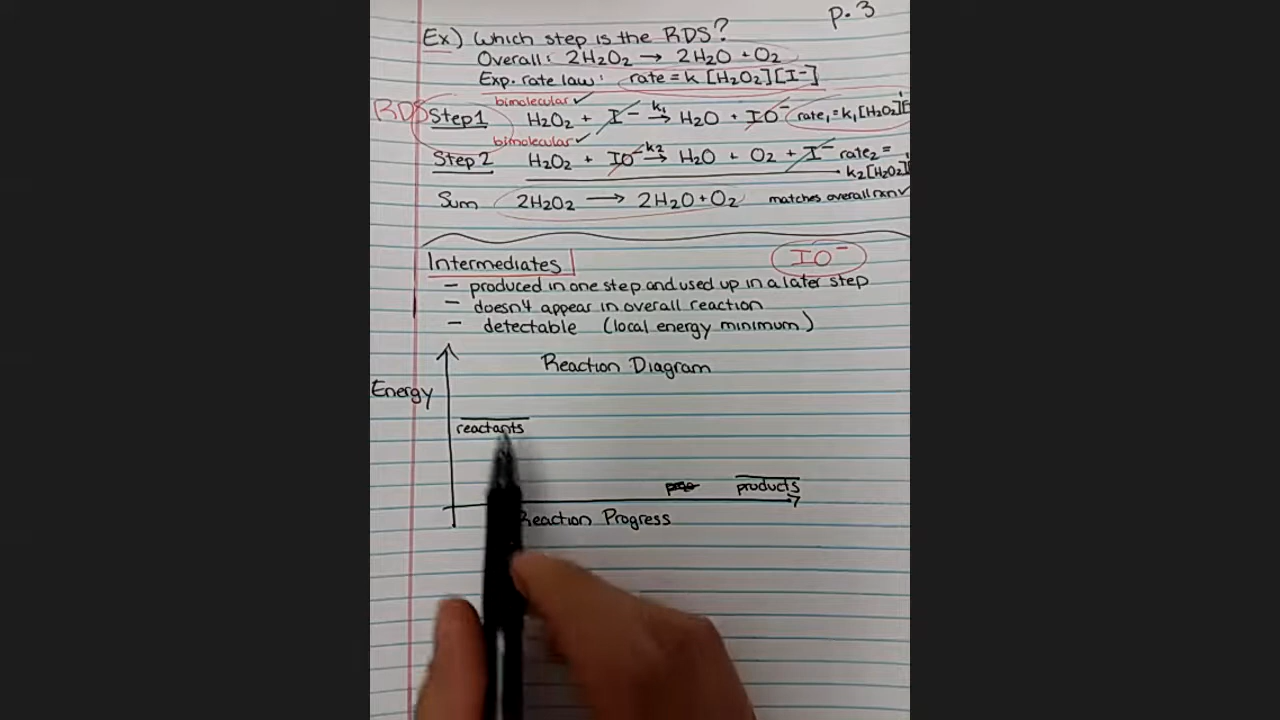 p.3
Ex) Which step is the RDS?
Overall: 2H₂O₂ → 2H₂O + O₂
Exp. rate law: rate = k [H₂O₂][I-]
bimolecular ✓
RDS Step 1 H₂O₂ + I⁻ →k₁ H₂O + IO⁻ rate₁ = k₁[H₂O₂]¹[
bimolecular ✓
Step 2 H₂O₂ + IO⁻ →k₂ H₂O + O₂ + I⁻ rate₂ =
k₂[H₂O₂]¹[
Sum 2H₂O₂ → 2H₂O + O₂ matches overall rxn ✓
Intermediates IO⁻
– produced in one step and used up in a later step
– doesn't appear in overall reaction
– detectable (local energy minimum)
Reaction Diagram
Energy
reactants
products
Reaction Progress